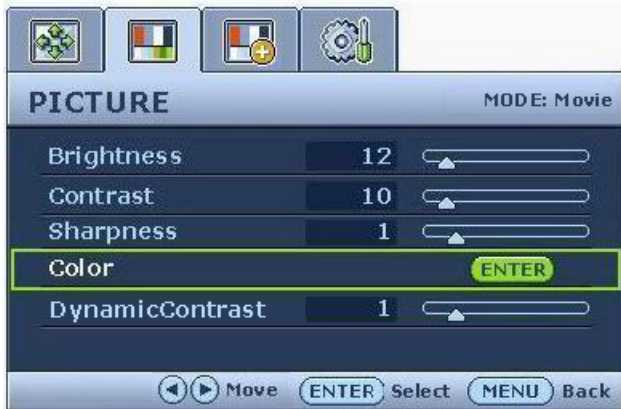 PICTURE MODE: Movie
Brightness 12
Contrast 10
Sharpness 1
Color ENTER
DynamicContrast 1
Move ENTER Select MENU Back